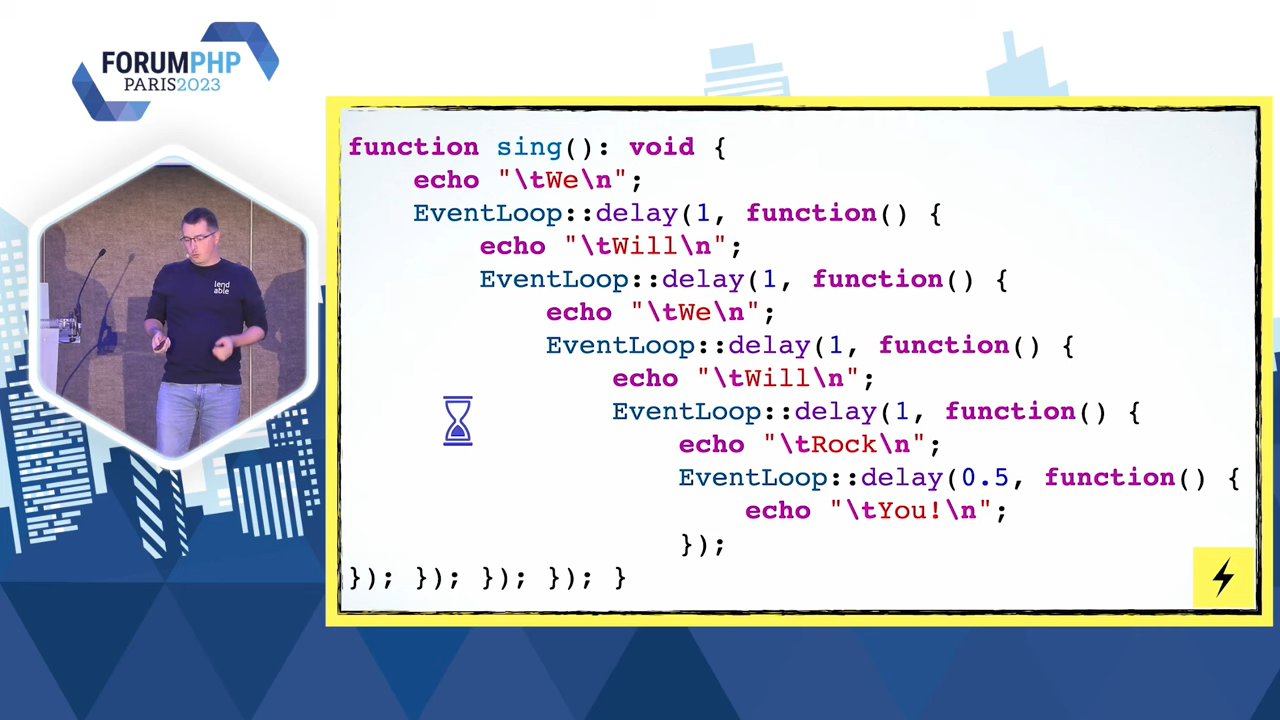 FORUMPHP
PARIS2023
lend
able
function sing(): void {
    echo "\tWe\n";
    EventLoop::delay(1, function() {
        echo "\tWill\n";
        EventLoop::delay(1, function() {
            echo "\tWe\n";
            EventLoop::delay(1, function() {
                echo "\tWill\n";
                EventLoop::delay(1, function() {
                    echo "\tRock\n";
                    EventLoop::delay(0.5, function() {
                        echo "\tYou!\n";
                    });
}); }); }); }); }